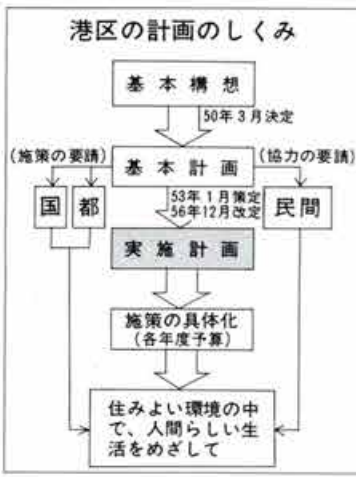 港区の計画のしくみ
基本構想
50年3月決定
(施策の要請)
基本計画
(協力の要請)
国
都
53年1月策定
56年12月改定
民間
実施計画
施策の具体化
(各年度予算)
住みよい環境の中
で、人間らしい生
活をめざして